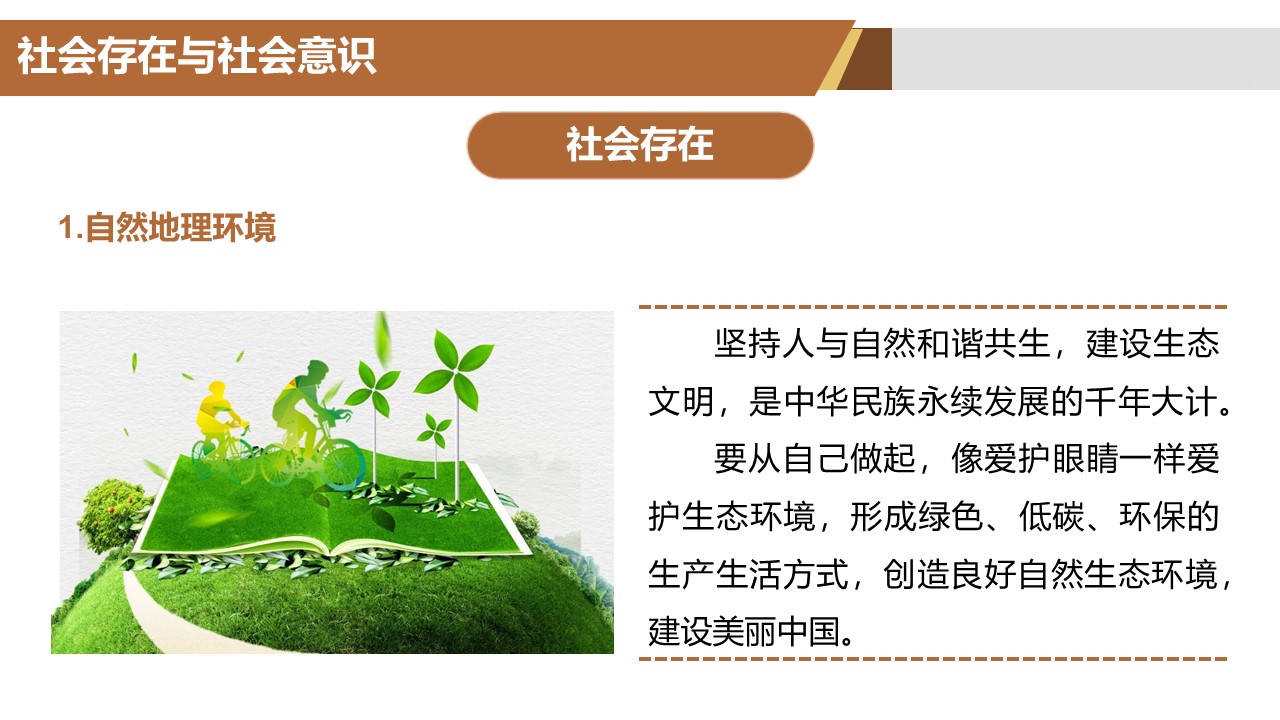 社会存在与社会意识
社会存在
1.自然地理环境
坚持人与自然和谐共生，建设生态
文明，是中华民族永续发展的千年大计。
要从自己做起，像爱护眼睛一样爱
护生态环境，形成绿色、低碳、环保的
生产生活方式，创造良好自然生态环境，
建设美丽中国。